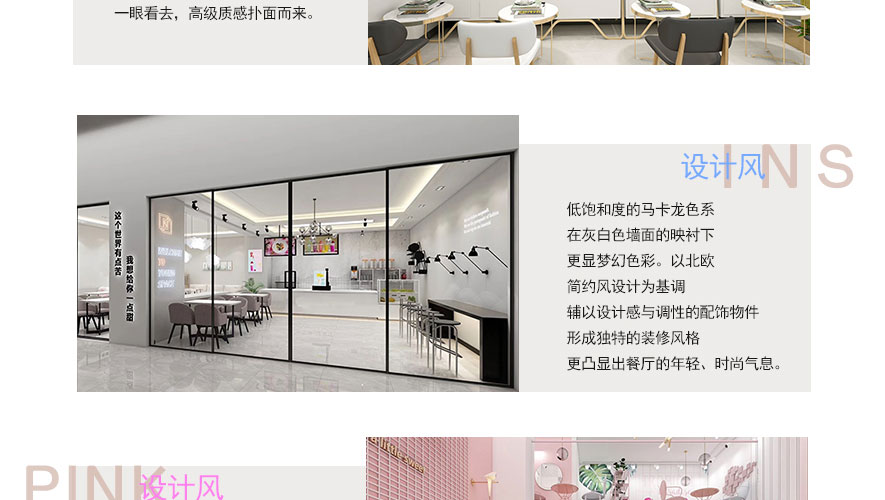 一眼看去，高级质感扑面而来。
INS
设计风
低饱和度的马卡龙色系
在灰白色墙面的映衬下
更显梦幻色彩。以北欧
简约风设计为基调
辅以设计感与调性的配饰物件
形成独特的装修风格
更凸显出餐厅的年轻、时尚气息。
这个世界有点苦
我想给你一点甜
PINK
设计风